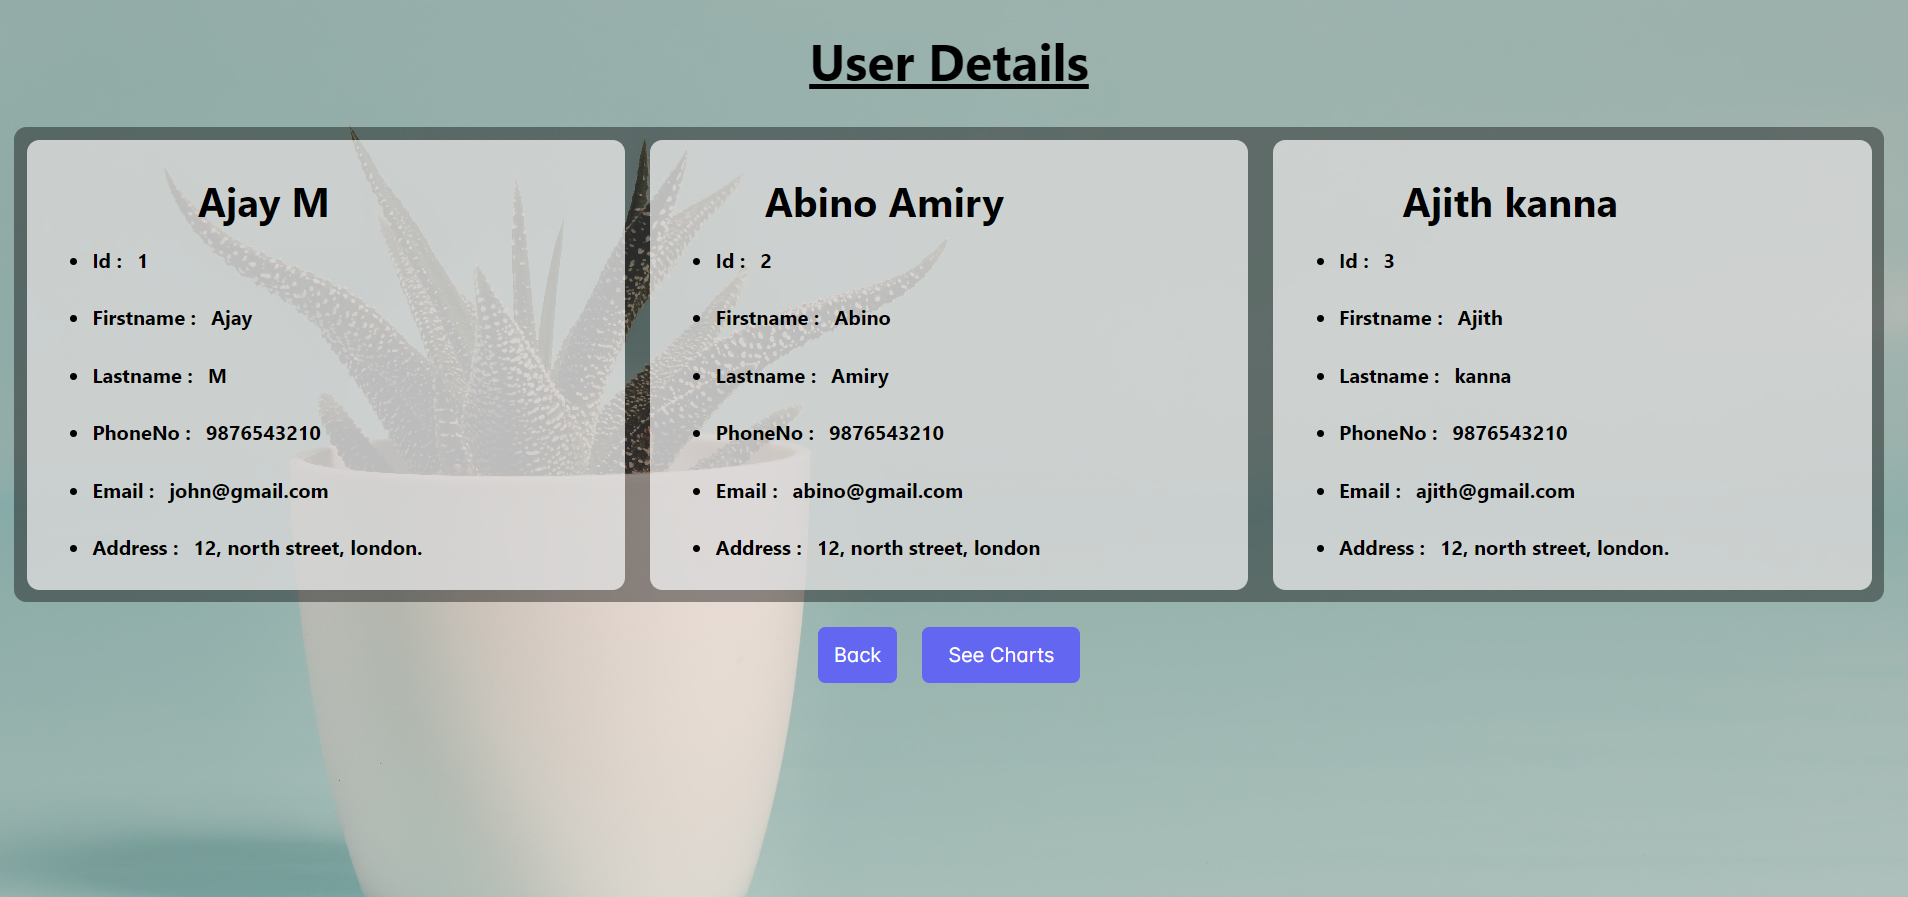 User Details
Ajay M
Id : 1
Firstname : Ajay
Lastname : M
PhoneNo : 9876543210
Email : john@gmail.com
Address : 12, north street, london.
Abino Amiry
Id : 2
Firstname : Abino
Lastname : Amiry
PhoneNo : 9876543210
Email : abino@gmail.com
Address : 12, north street, london
Ajith kanna
Id : 3
Firstname : Ajith
Lastname : kanna
PhoneNo : 9876543210
Email : ajith@gmail.com
Address : 12, north street, london.
Back
See Charts